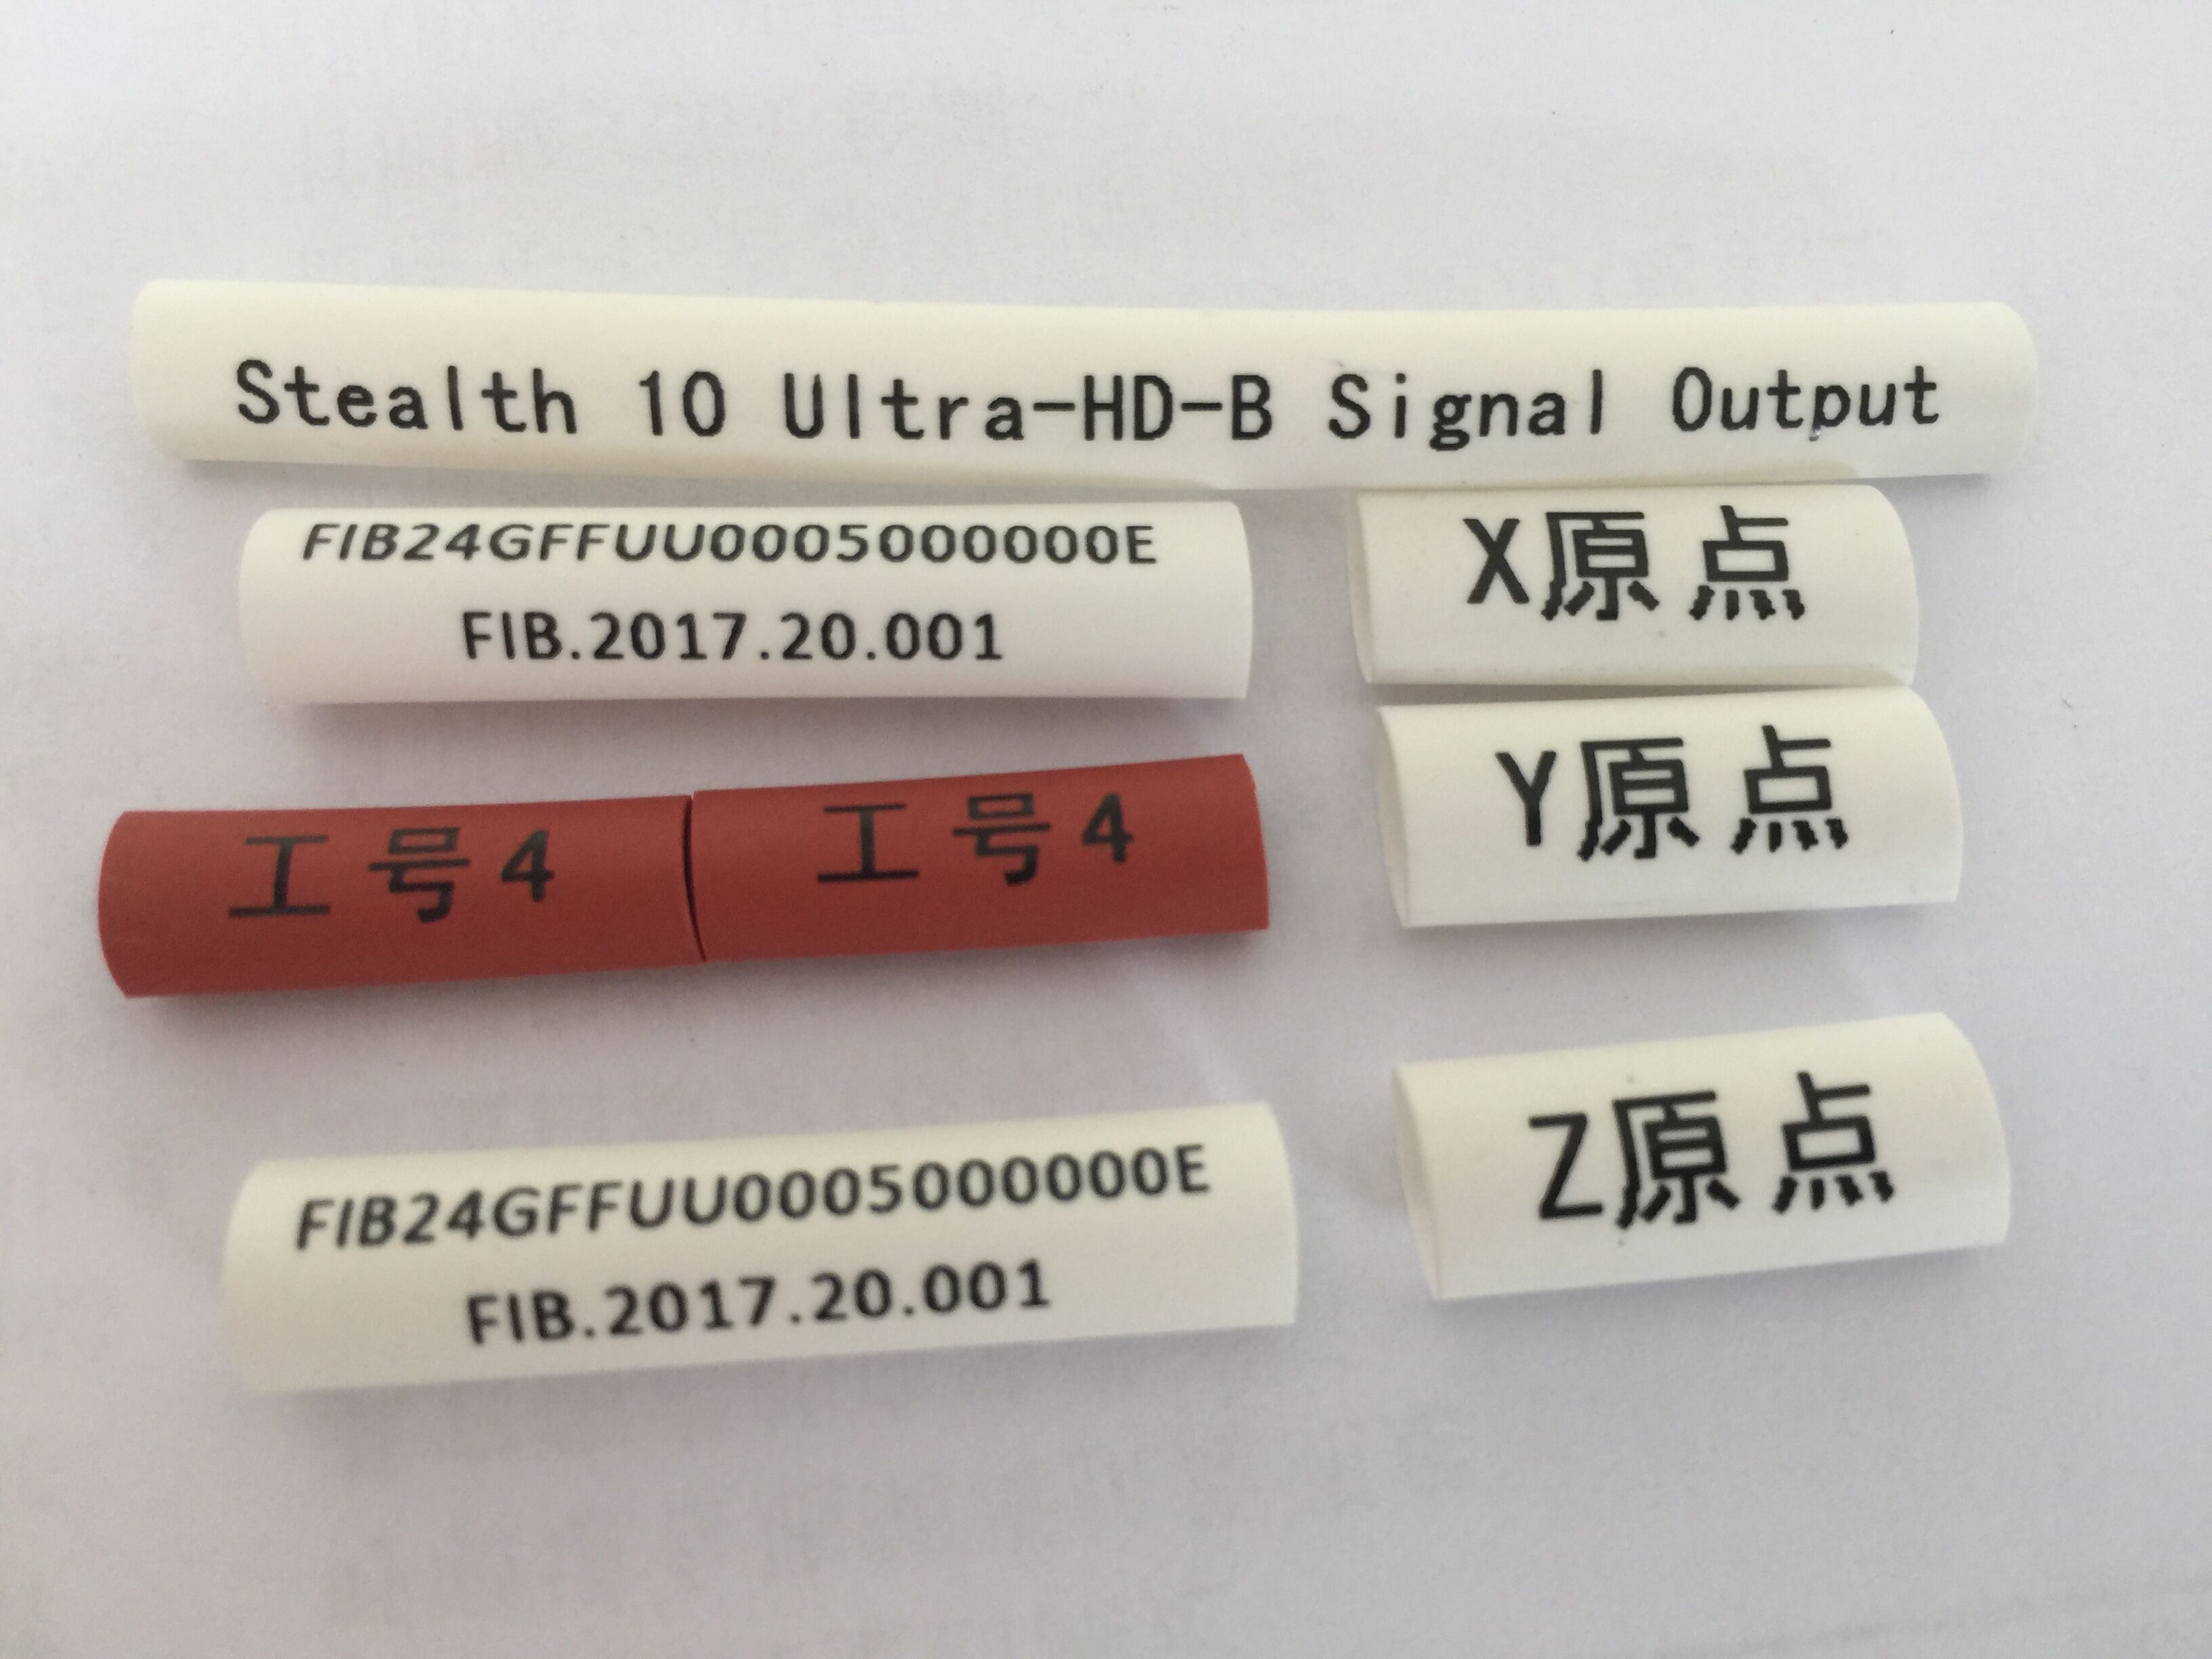 Stealth 10 Ultra-HD-B Signal Output
FIB24GFFUU0005000000E
FIB.2017.20.001
X原点
工号4
工号4
Y原点
FIB24GFFUU0005000000E
FIB.2017.20.001
Z原点